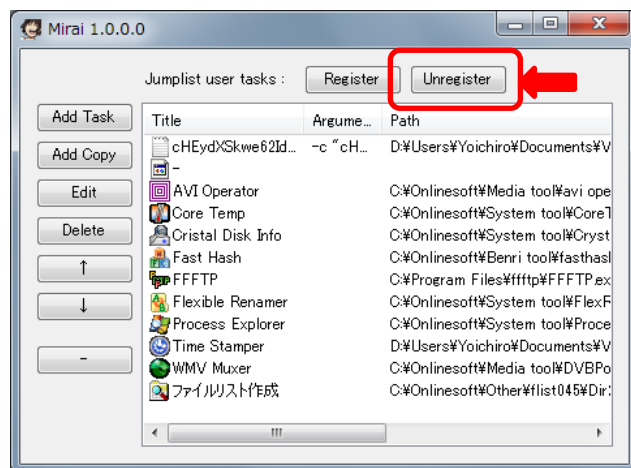 Mirai 1.0.0.0
Jumplist user tasks : Register Unregister
Add Task
Add Copy
Edit
Delete
↑
↓
-
Title Argume... Path
cHEydXSkwe62Id... -c "cH... D:¥Users¥Yoichiro¥Documents¥V
-
AVI Operator C:¥Onlinesoft¥Media tool¥avi ope
Core Temp C:¥Onlinesoft¥System tool¥CoreT
Cristal Disk Info C:¥Onlinesoft¥System tool¥Cryst
Fast Hash C:¥Onlinesoft¥Benri tool¥fasthasl
FFFTP C:¥Program Files¥ffftp¥FFFTP.ex
Flexible Renamer C:¥Onlinesoft¥System tool¥FlexF
Process Explorer C:¥Onlinesoft¥System tool¥Proce
Time Stamper D:¥Users¥Yoichiro¥Documents¥V
WMV Muxer C:¥Onlinesoft¥Media tool¥DVBPo
ファイルリスト作成 C:¥Onlinesoft¥Other¥flist045¥Dir